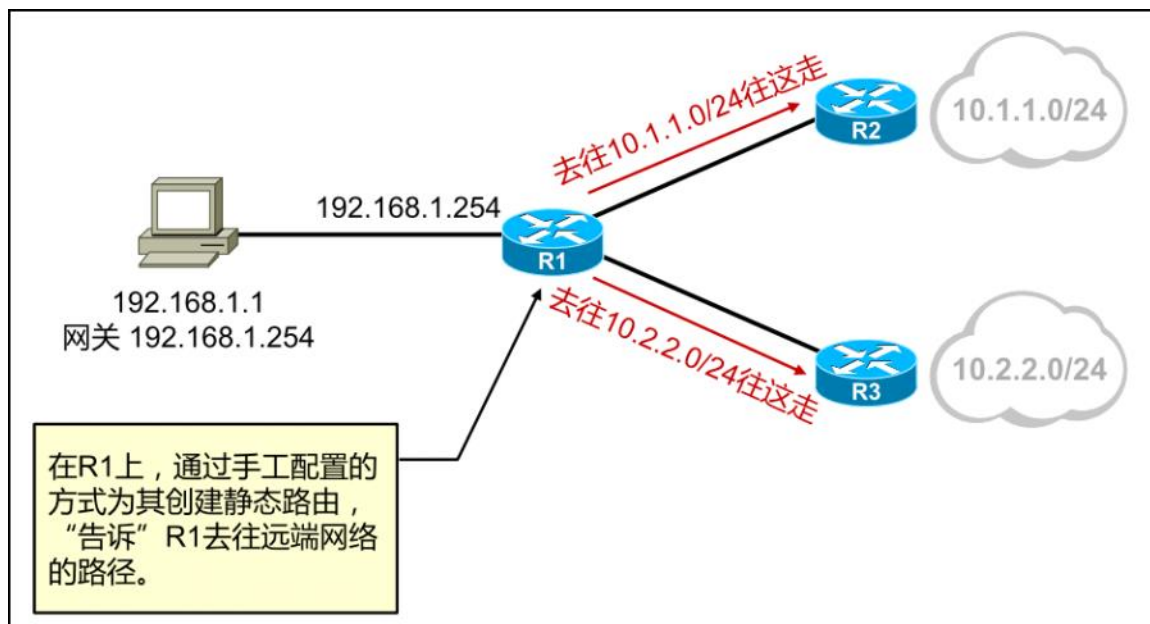 去往10.1.1.0/24往这走
R2
10.1.1.0/24
192.168.1.254
R1
192.168.1.1
网关 192.168.1.254
去往10.2.2.0/24往这走
R3
10.2.2.0/24
在R1上，通过手工配置的
方式为其创建静态路由，
“告诉”R1去往远端网络
的路径。